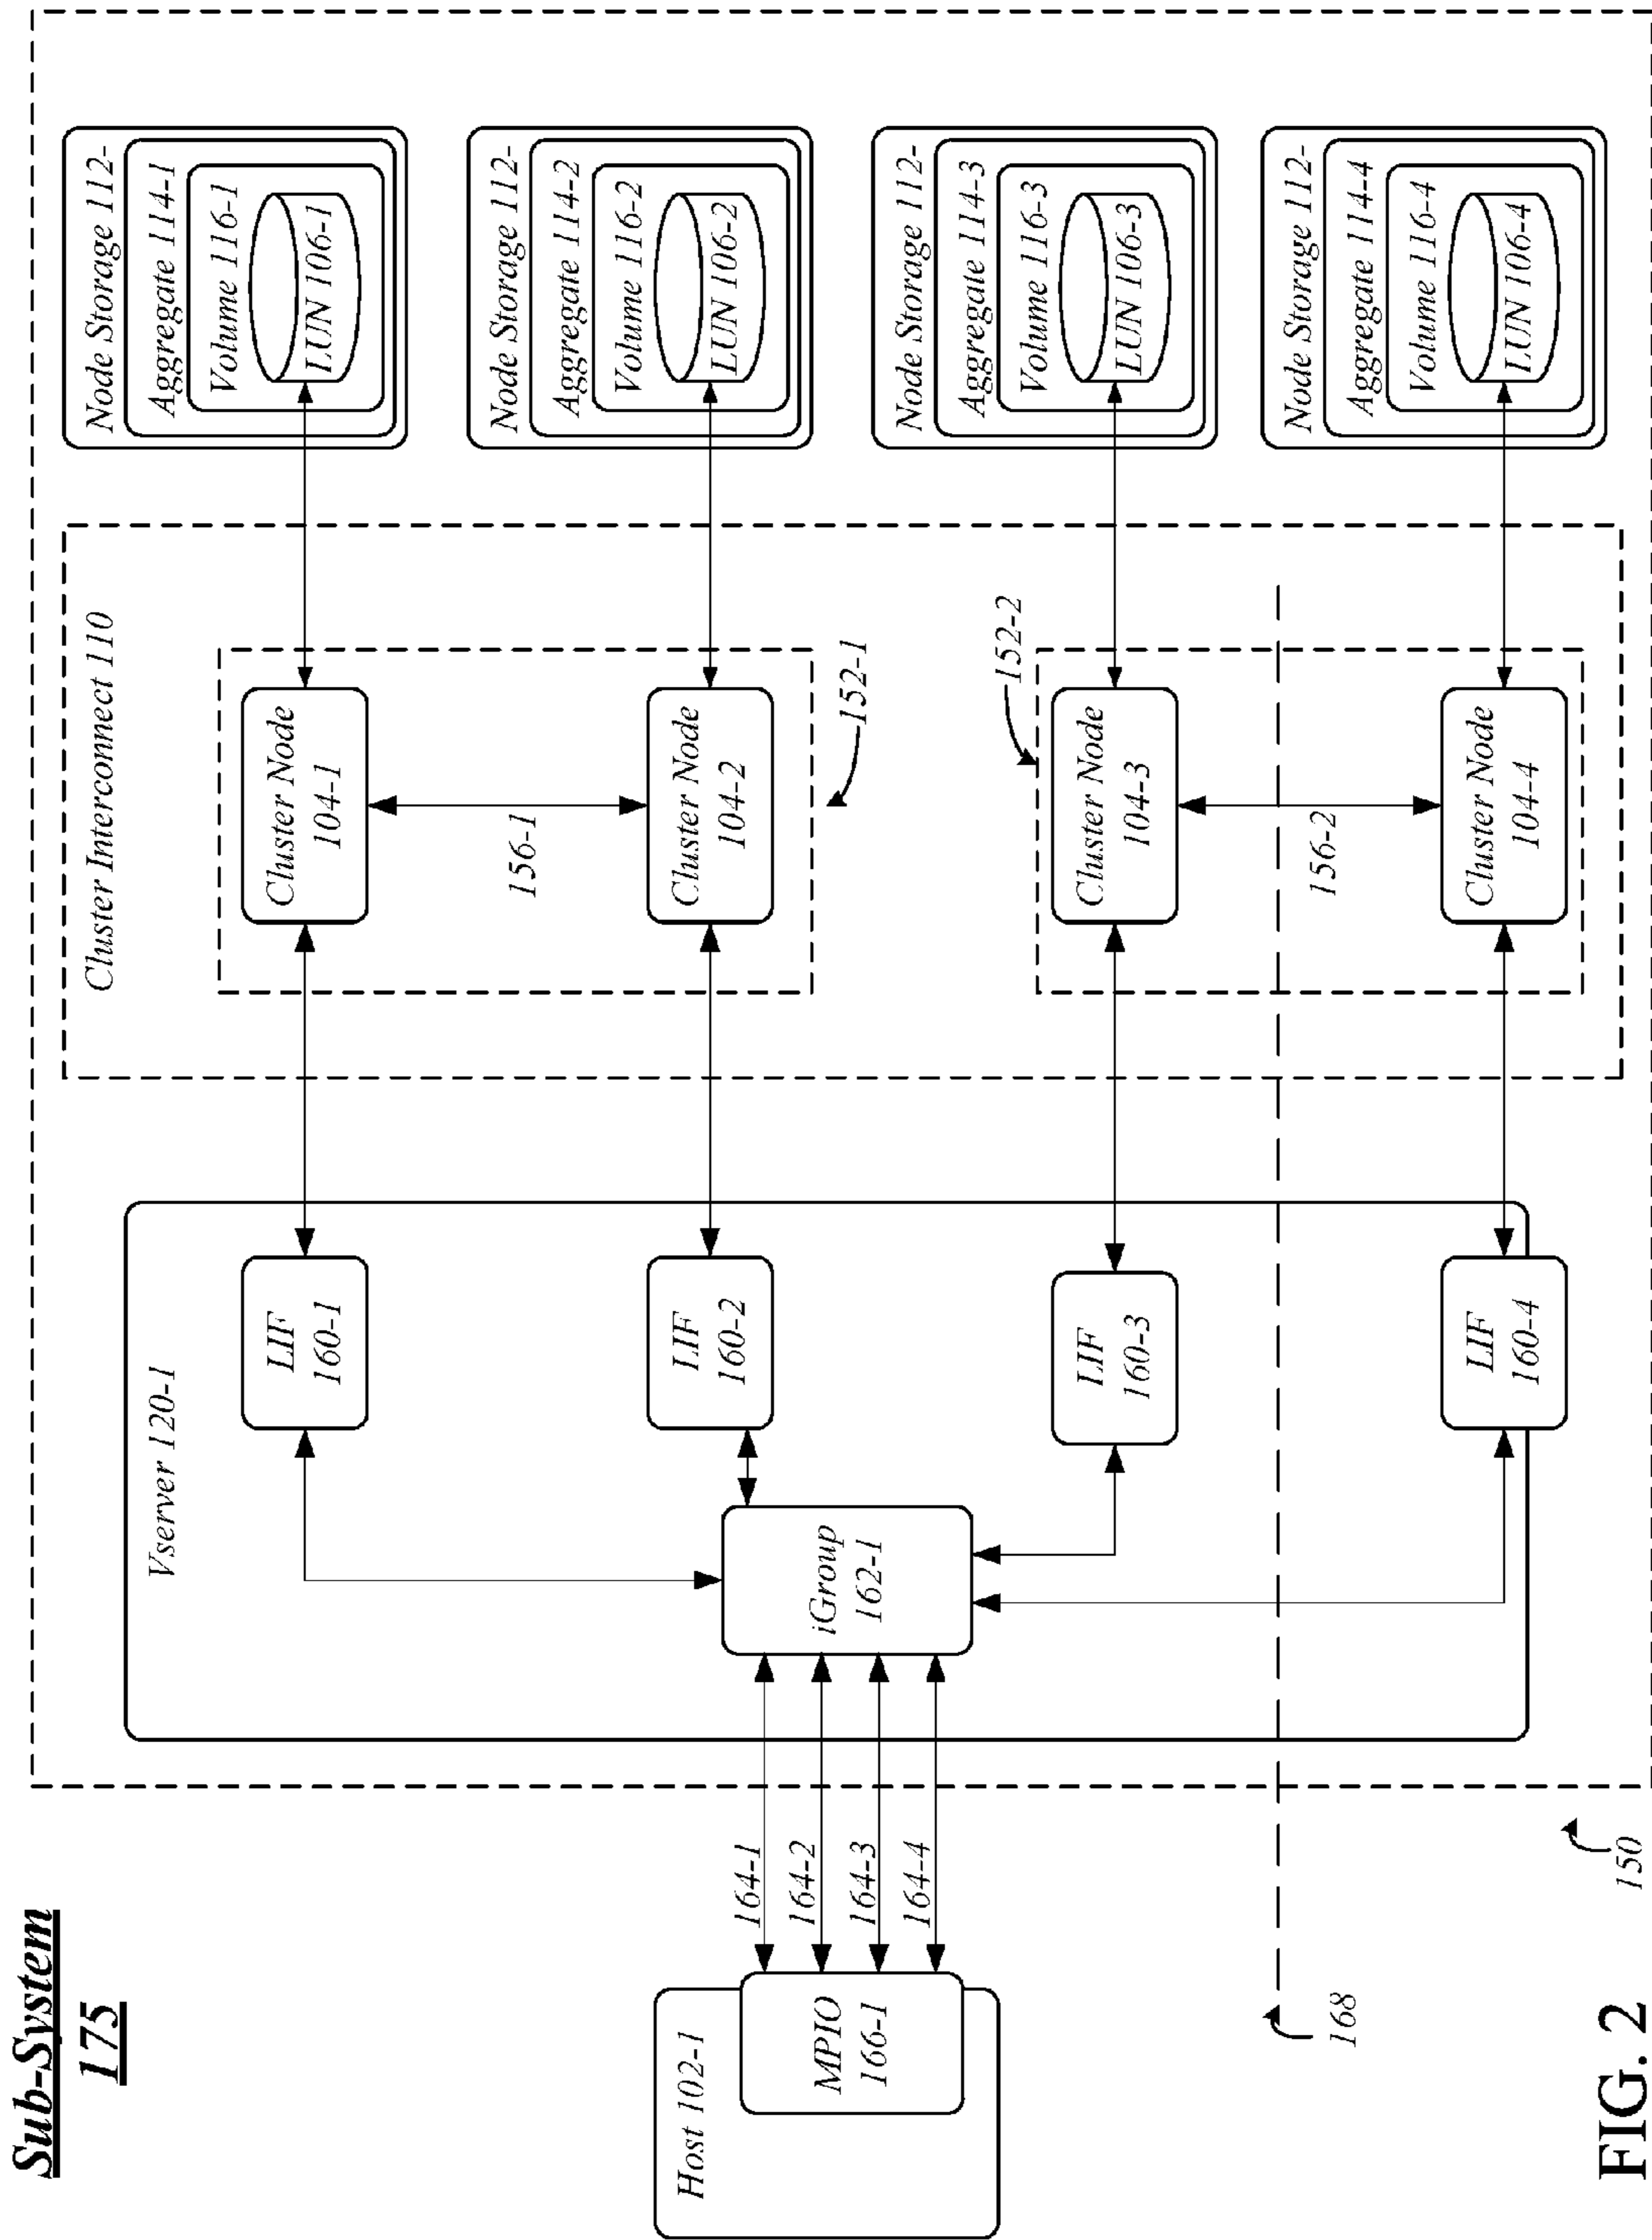 Sub-System
175
Host 102-1
MPIO
166-1
164-1
164-2
164-3
164-4
Vserver 120-1
iGroup
162-1
LIF
160-1
LIF
160-2
LIF
160-3
LIF
160-4
Cluster Interconnect 110
Cluster Node
104-1
156-1
Cluster Node
104-2
152-1
152-2
Cluster Node
104-3
156-2
Cluster Node
104-4
Node Storage 112-
Aggregate 114-1
Volume 116-1
LUN 106-1
Node Storage 112-
Aggregate 114-2
Volume 116-2
LUN 106-2
Node Storage 112-
Aggregate 114-3
Volume 116-3
LUN 106-3
Node Storage 112-
Aggregate 114-4
Volume 116-4
LUN 106-4
168
150
FIG. 2